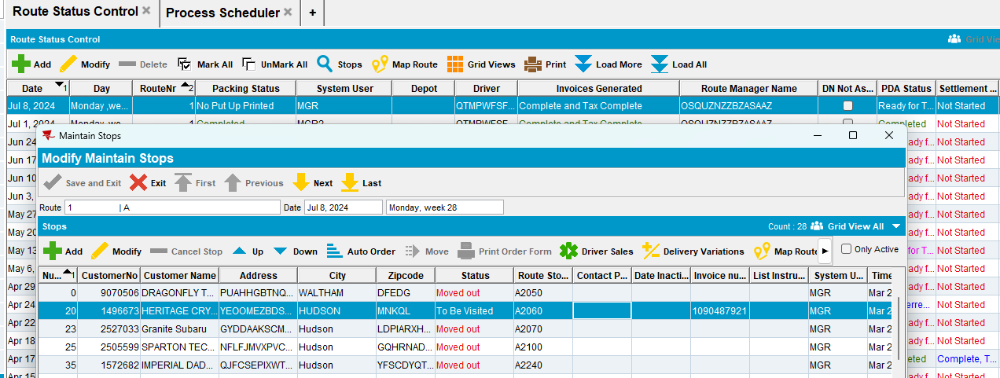 Route Status Control Process Scheduler +
Route Status Control Grid Vie
Add Modify Delete Mark All UnMark All Stops Map Route Grid Views Print Load More Load All
Date 1 Day RouteNr 2 Packing Status System User Depot Driver Invoices Generated Route Manager Name DN Not As... PDA Status Settlement ...
Jul 8, 2024 Monday ,we... 1 No Put Up Printed MGR QTMPWFSF... Complete and Tax Complete OSQUZNZZBZASAAZ Ready for T... Not Started
Jul 1, 2024 Monday ,we... 1 Completed MGR2 QTMPWFSF... Complete and Tax Complete OSQUZNZZBZASAAZ Completed Not Started
Jun 24 Maintain Stops ady f... Not Started
Jun 17 Modify Maintain Stops ady f... Not Started
Jun 10 Save and Exit Exit First Previous Next Last ady f... Not Started
Jun 3, ady f... Not Started
May 27 Route 1 A Date Jul 8, 2024 Monday, week 28 ady f... Not Started
May 20 Stops Count : 28 Grid View All ady f... Not Started
May 13 Add Modify Cancel Stop Up Down Auto Order Move Print Order Form Driver Sales Delivery Variations Map Route Only Active for T... Not Started
May 6, Nu... 1 CustomerNo Customer Name Address City Zipcode Status Route Sto... Contact P... Date Inacti... Invoice nu... List Instru... System U... Time ady f... Not Started
Apr 29 0 9070506 DRAGONFLY T... PUAHHGBTNQ... WALTHAM DFEDG Moved out A2050 MGR Mar 2 ady f... Not Started
Apr 24 20 1496673 HERITAGE CRY... YEOOMEZBDS... HUDSON MNKQL To Be Visited A2060 1090487921 MGR Mar 2 erre... Not Started
Apr 22 23 2527033 Granite Subaru GYDDAAKSCM... Hudson LDPIARXH... Moved out A2070 MGR Mar 2 ady f... Not Started
Apr 18 25 2505599 SPARTON TEC... NFLFJMVXPVC... Hudson GQHRNAD... Moved out A2100 MGR Mar 2 ady f... Not Started
Apr 17 35 1572682 IMPERIAL DAD... QJFCSEPIXWT... Hudson YFSCDYQT... Moved out A2240 MGR Mar 2 eted Complete, T...
Apr 15 ady f... Not Started